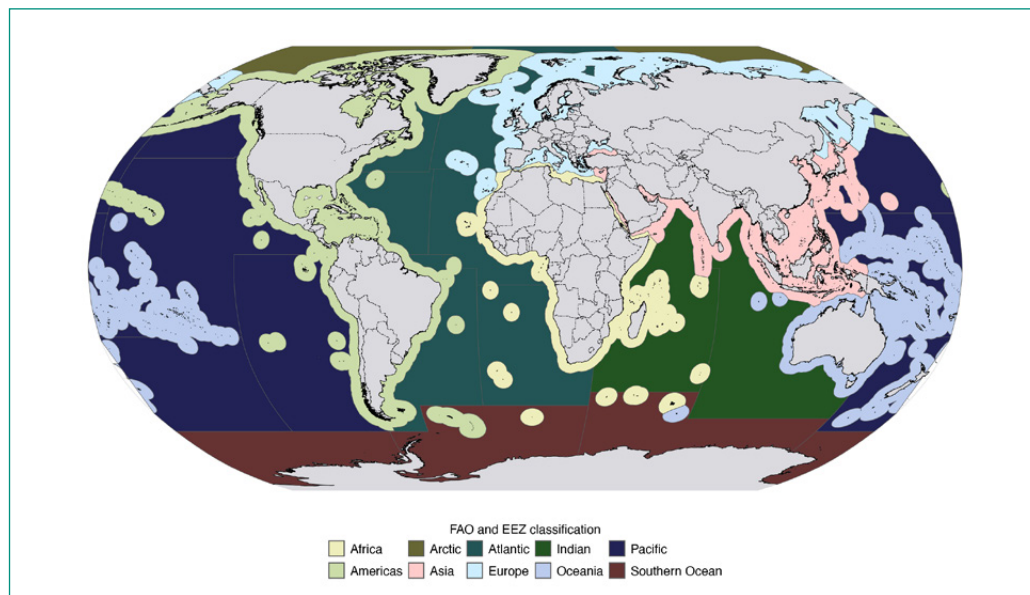 FAO and EEZ classification
Africa Arctic Atlantic Indian Pacific
Americas Asia Europe Oceania Southern Ocean